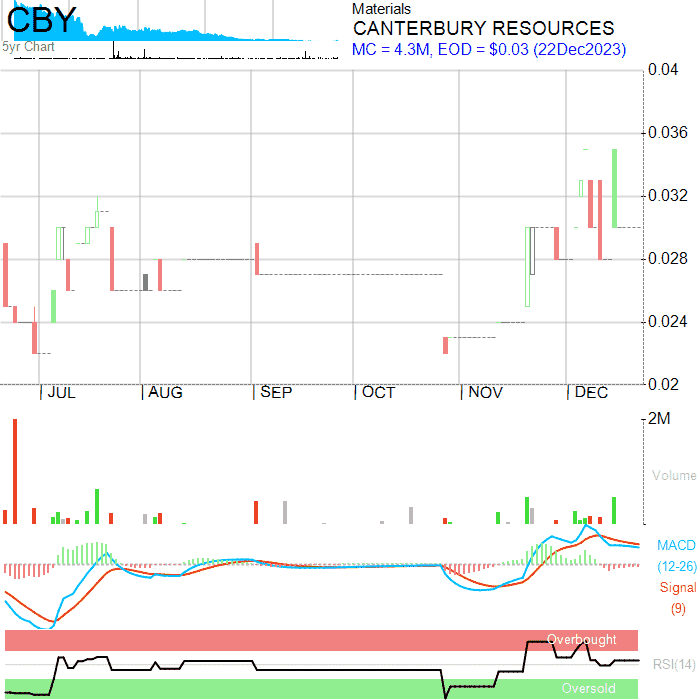 CBY
5yr Chart
Materials
CANTERBURY RESOURCES
MC = 4.3M, EOD = $0.03 (22Dec2023)
0.04
0.036
0.032
0.028
0.024
0.02
JUL AUG SEP OCT NOV DEC
2M
Volume
MACD
(12-26)
Signal
(9)
Overbought
RSI(14)
Oversold